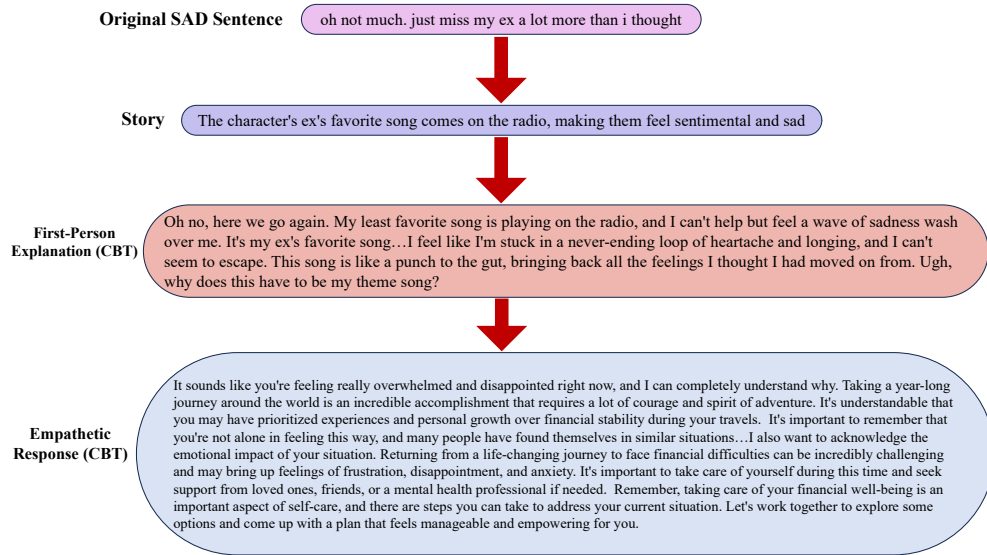 Original SAD Sentence
oh not much. just miss my ex a lot more than i thought
Story
The character's ex's favorite song comes on the radio, making them feel sentimental and sad
First-Person
Explanation (CBT)
Oh no, here we go again. My least favorite song is playing on the radio, and I can't help but feel a wave of sadness wash
over me. It's my ex's favorite song…I feel like I'm stuck in a never-ending loop of heartache and longing, and I can't
seem to escape. This song is like a punch to the gut, bringing back all the feelings I thought I had moved on from. Ugh,
why does this have to be my theme song?
Empathetic
Response (CBT)
It sounds like you're feeling really overwhelmed and disappointed right now, and I can completely understand why. Taking a year-long
journey around the world is an incredible accomplishment that requires a lot of courage and spirit of adventure. It's understandable that
you may have prioritized experiences and personal growth over financial stability during your travels. It's important to remember that
you're not alone in feeling this way, and many people have found themselves in similar situations…I also want to acknowledge the
emotional impact of your situation. Returning from a life-changing journey to face financial difficulties can be incredibly challenging
and may bring up feelings of frustration, disappointment, and anxiety. It's important to take care of yourself during this time and seek
support from loved ones, friends, or a mental health professional if needed. Remember, taking care of your financial well-being is an
important aspect of self-care, and there are steps you can take to address your current situation. Let's work together to explore some
options and come up with a plan that feels manageable and empowering for you.